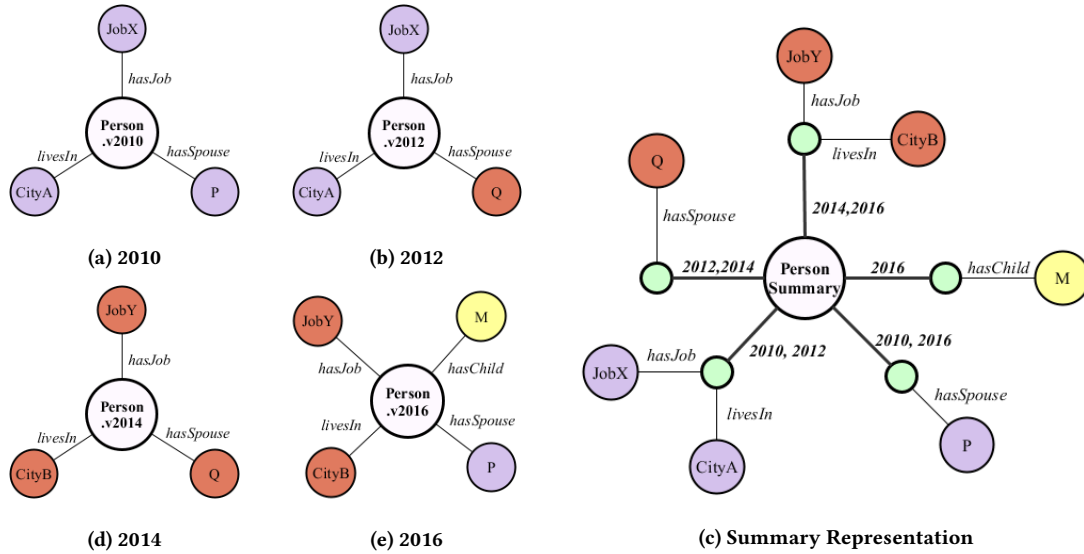 JobX
hasJob
Person
.v2010
livesIn
hasSpouse
CityA
P
(a) 2010
JobX
hasJob
Person
.v2012
livesIn
hasSpouse
CityA
Q
(b) 2012
JobY
hasJob
Person
.v2014
livesIn
hasSpouse
CityB
Q
(d) 2014
JobY
M
hasJob
hasChild
Person
.v2016
livesIn
hasSpouse
CityB
P
(e) 2016
JobY
hasJob
livesIn
CityB
Q
hasSpouse
2014,2016
2012,2014
Person
Summary
2016
hasChild
M
2010, 2012
2010, 2016
JobX
hasJob
livesIn
CityA
hasSpouse
P
(c) Summary Representation